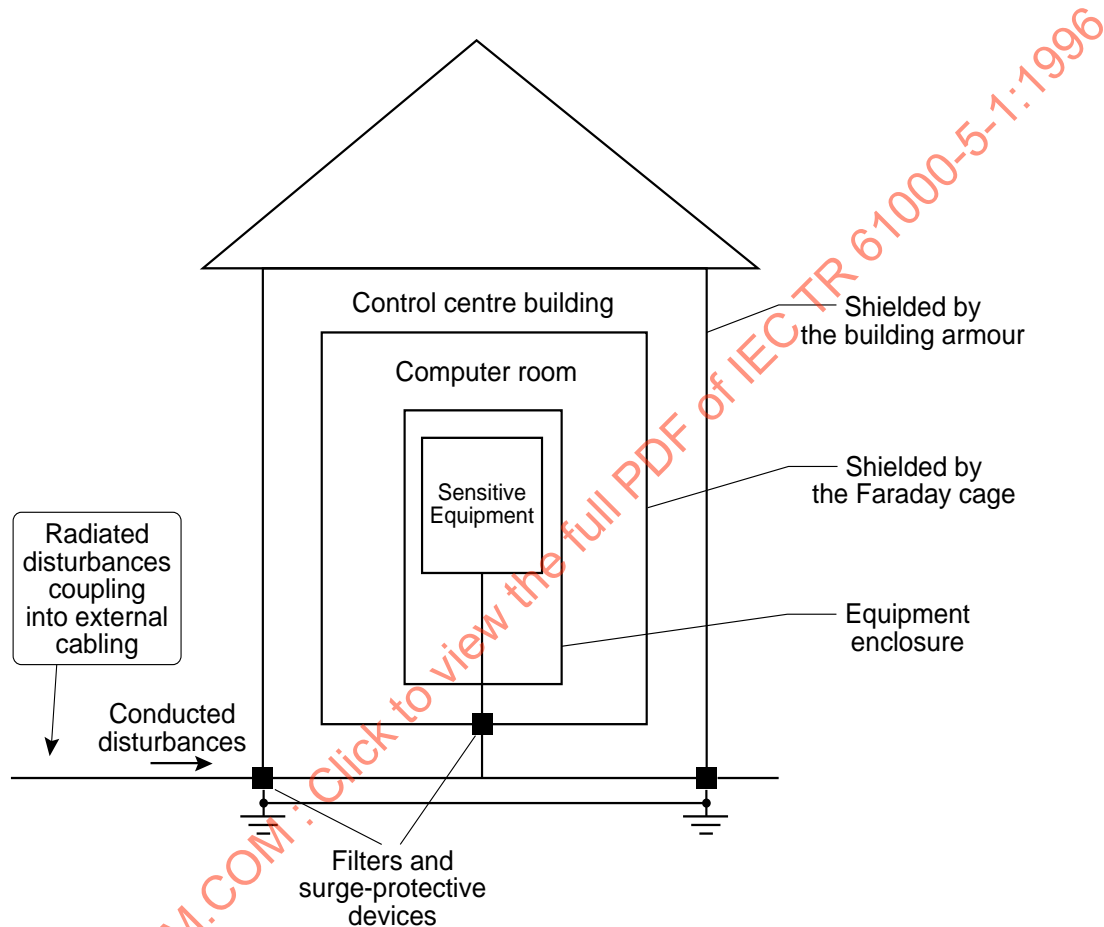 Control centre building
Computer room
Sensitive
Equipment
Shielded by
the building armour
Shielded by
the Faraday cage
Equipment
enclosure
Radiated
disturbances
coupling
into external
cabling
Conducted
disturbances
Filters and
surge-protective
devices
M.COM : Click to view the full PDF of IEC TR 61000-5-1:1996